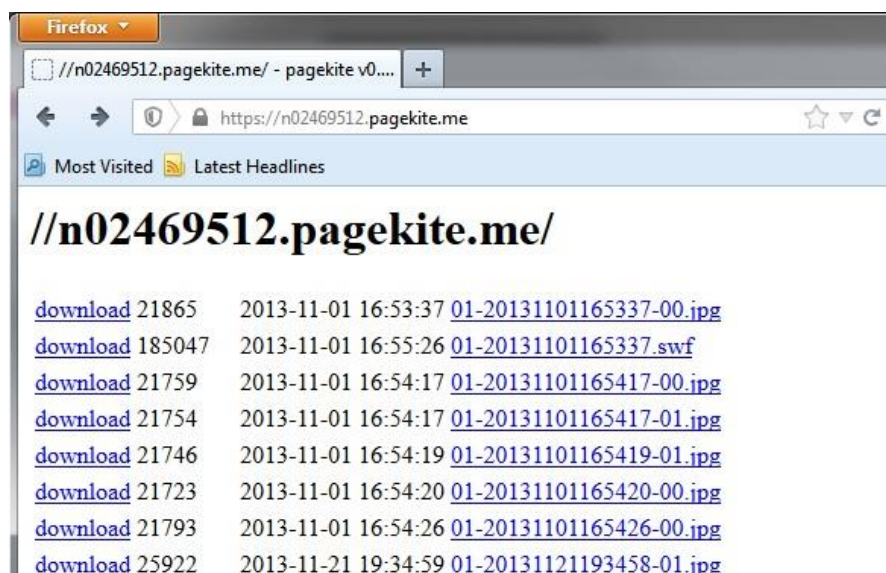 Firefox
//n02469512.pagekite.me/ - pagekite v0....
https://n02469512.pagekite.me
Most Visited Latest Headlines
//n02469512.pagekite.me/
download 21865 2013-11-01 16:53:37 01-20131101165337-00.jpg
download 185047 2013-11-01 16:55:26 01-20131101165337.swf
download 21759 2013-11-01 16:54:17 01-20131101165417-00.jpg
download 21754 2013-11-01 16:54:17 01-20131101165417-01.jpg
download 21746 2013-11-01 16:54:19 01-20131101165419-01.jpg
download 21723 2013-11-01 16:54:20 01-20131101165420-00.jpg
download 21793 2013-11-01 16:54:26 01-20131101165426-00.jpg
download 25922 2013-11-21 19:34:59 01-20131121193458-01.jpg